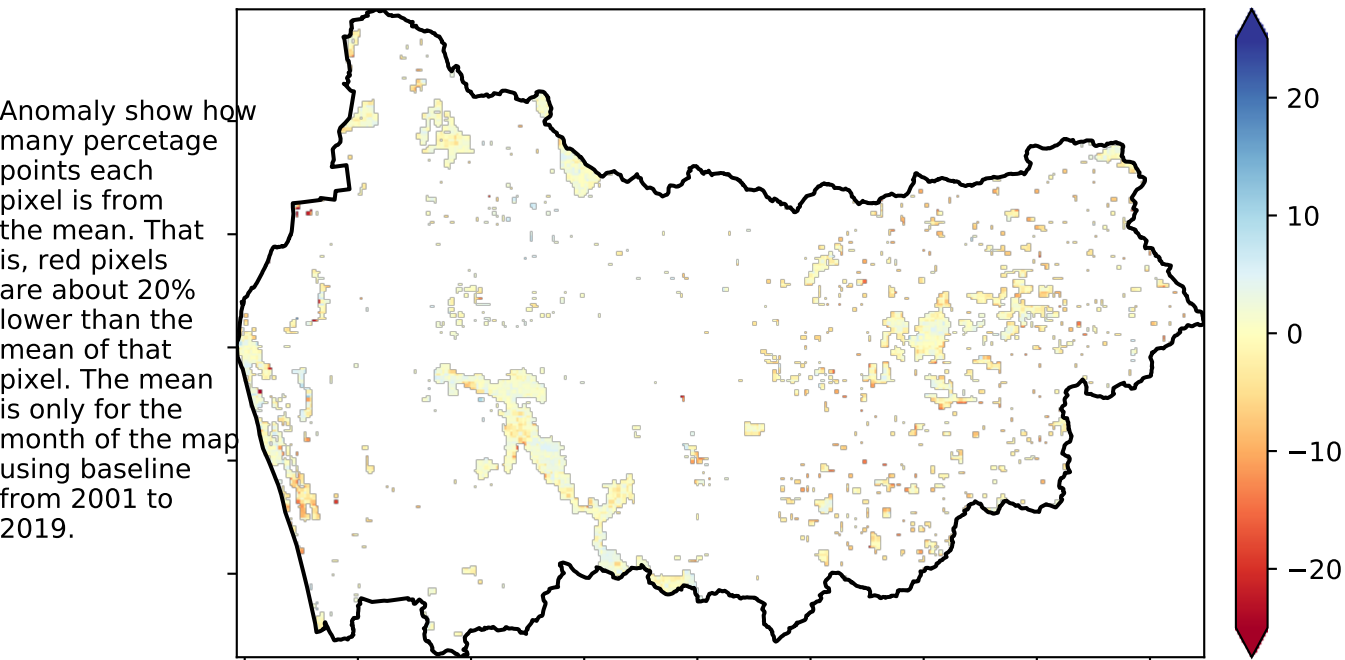 Anomaly show how
many percetage
points each
pixel is from
the mean. That
is, red pixels
are about 20%
lower than the
mean of that
pixel. The mean
is only for the
month of the map
using baseline
from 2001 to
2019.
20
10
0
−10
−20